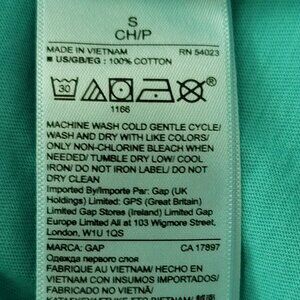 S
CH/P
MADE IN VIETNAM RN 54023
■ US/GB/EG : 100% COTTON
30
1166
MACHINE WASH COLD GENTLE CYCLE/
WASH AND DRY WITH LIKE COLORS/
ONLY NON-CHLORINE BLEACH WHEN
NEEDED/ TUMBLE DRY LOW/ COOL
IRON/ DO NOT IRON LABEL/ DO NOT
DRY CLEAN
Imported By/Importe Par: Gap (UK
Holdings) Limited: GPS (Great Britain)
Limited Gap Stores (Ireland) Limited Gap
Europe Limited All at 103 Wigmore Street,
London, W1U 1QS
MARCA: GAP CA 17897
Одежда первого слоя
FABRIQUE AU VIETNAM/ HECHO EN
VIETNAM CON INSUMOS IMPORTADOS/
FABRICADO NO VIETNÃ/